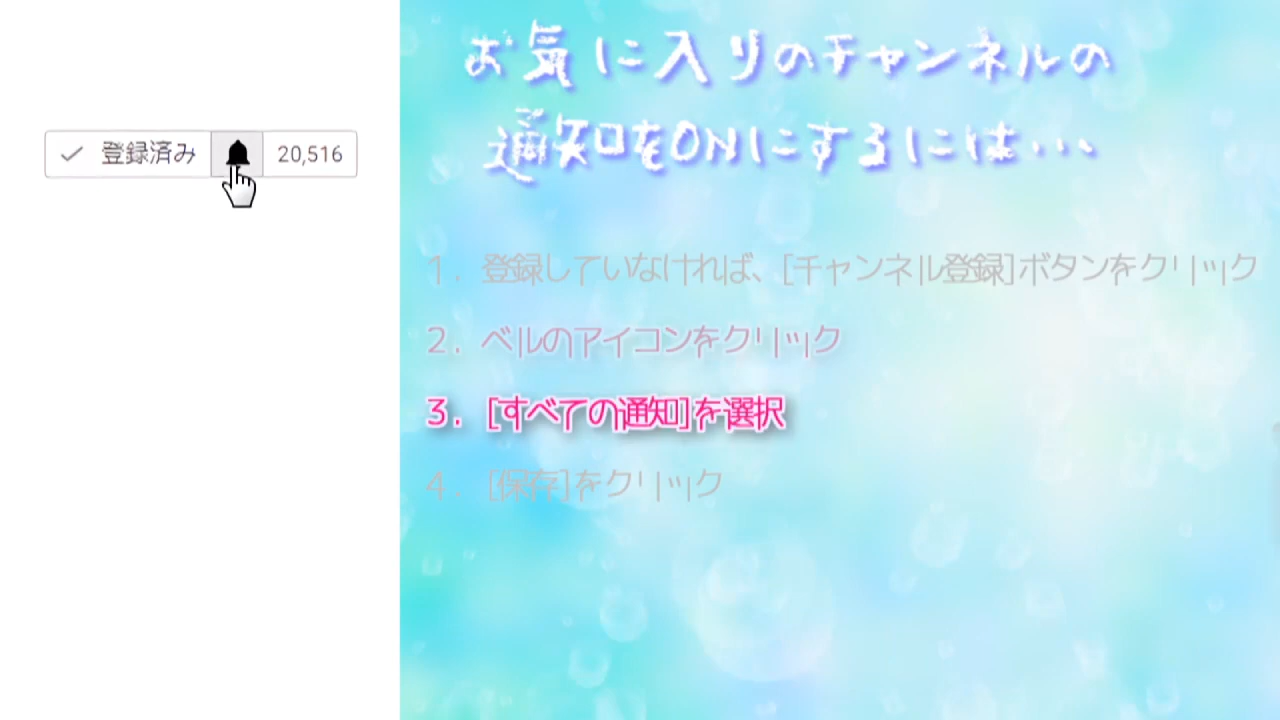 登録済み 20,516
お気に入りのチャンネルの
通知をONにするには・・・
1. 登録していなければ、[チャンネル登録]ボタンをクリック
2. ベルのアイコンをクリック
3. [すべての通知]を選択
4. [保存]をクリック